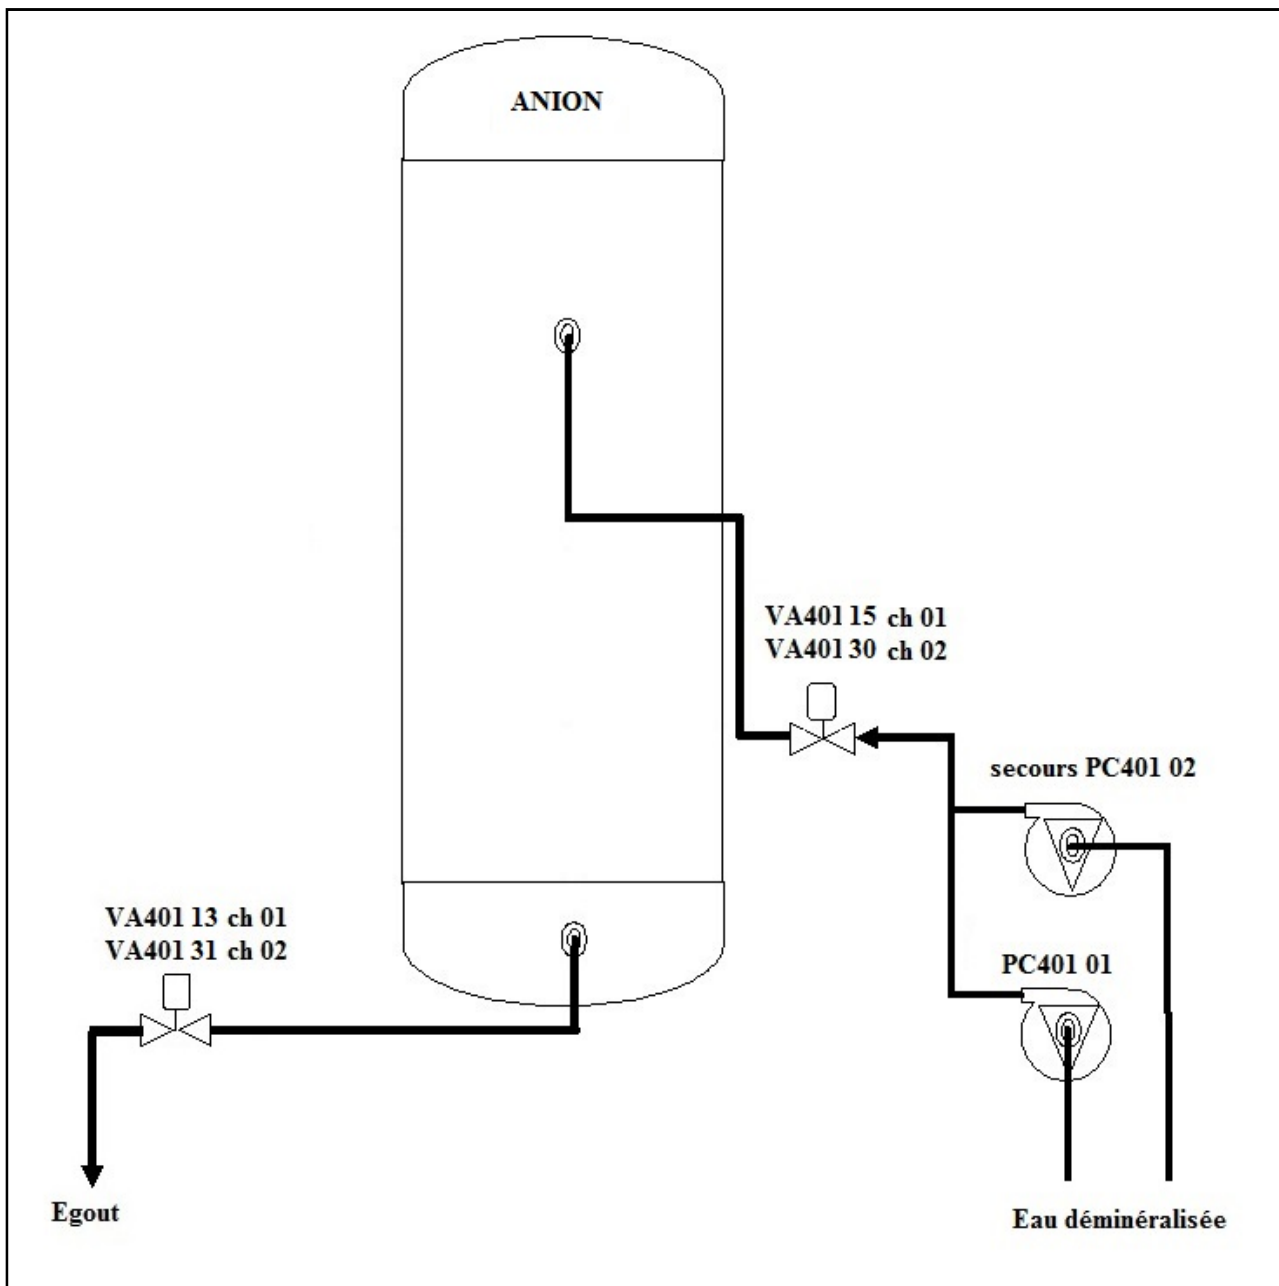 ANION
VA401 15 ch 01
VA401 30 ch 02
secours PC401 02
VA401 13 ch 01
VA401 31 ch 02
PC401 01
Egout
Eau déminéralisée